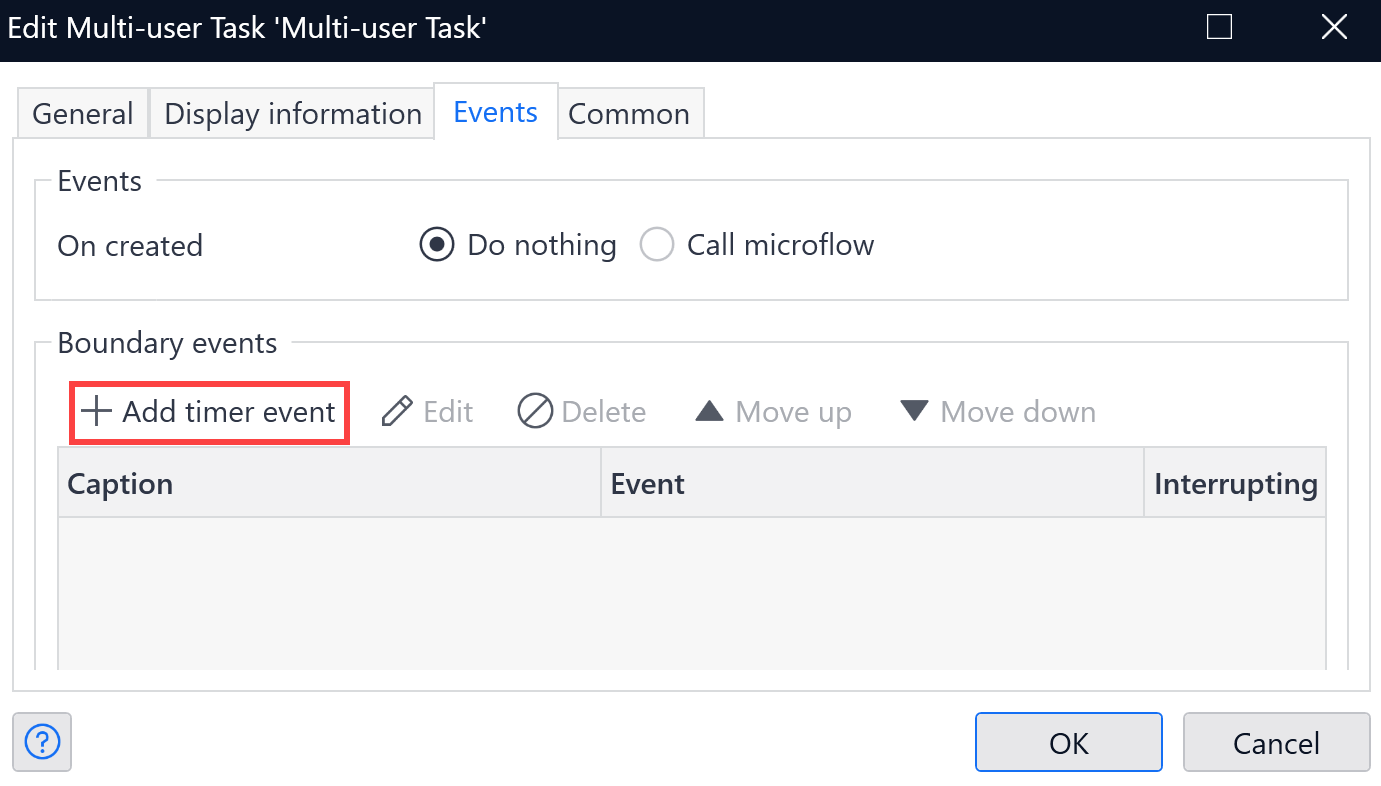 Edit Multi-user Task 'Multi-user Task'
General Display information Events Common
Events
On created Do nothing Call microflow
Boundary events
Add timer event Edit Delete Move up Move down
Caption Event Interrupting
?
OK Cancel